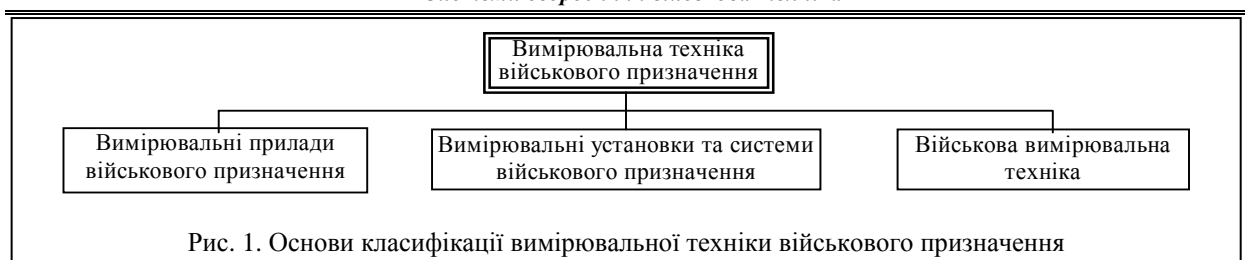 Вимірювальна техніка
військового призначення
Вимірювальні прилади
військового призначення
Вимірювальні установки та системи
військового призначення
Військова вимірювальна
техніка
Рис. 1. Основи класифікації вимірювальної техніки військового призначення